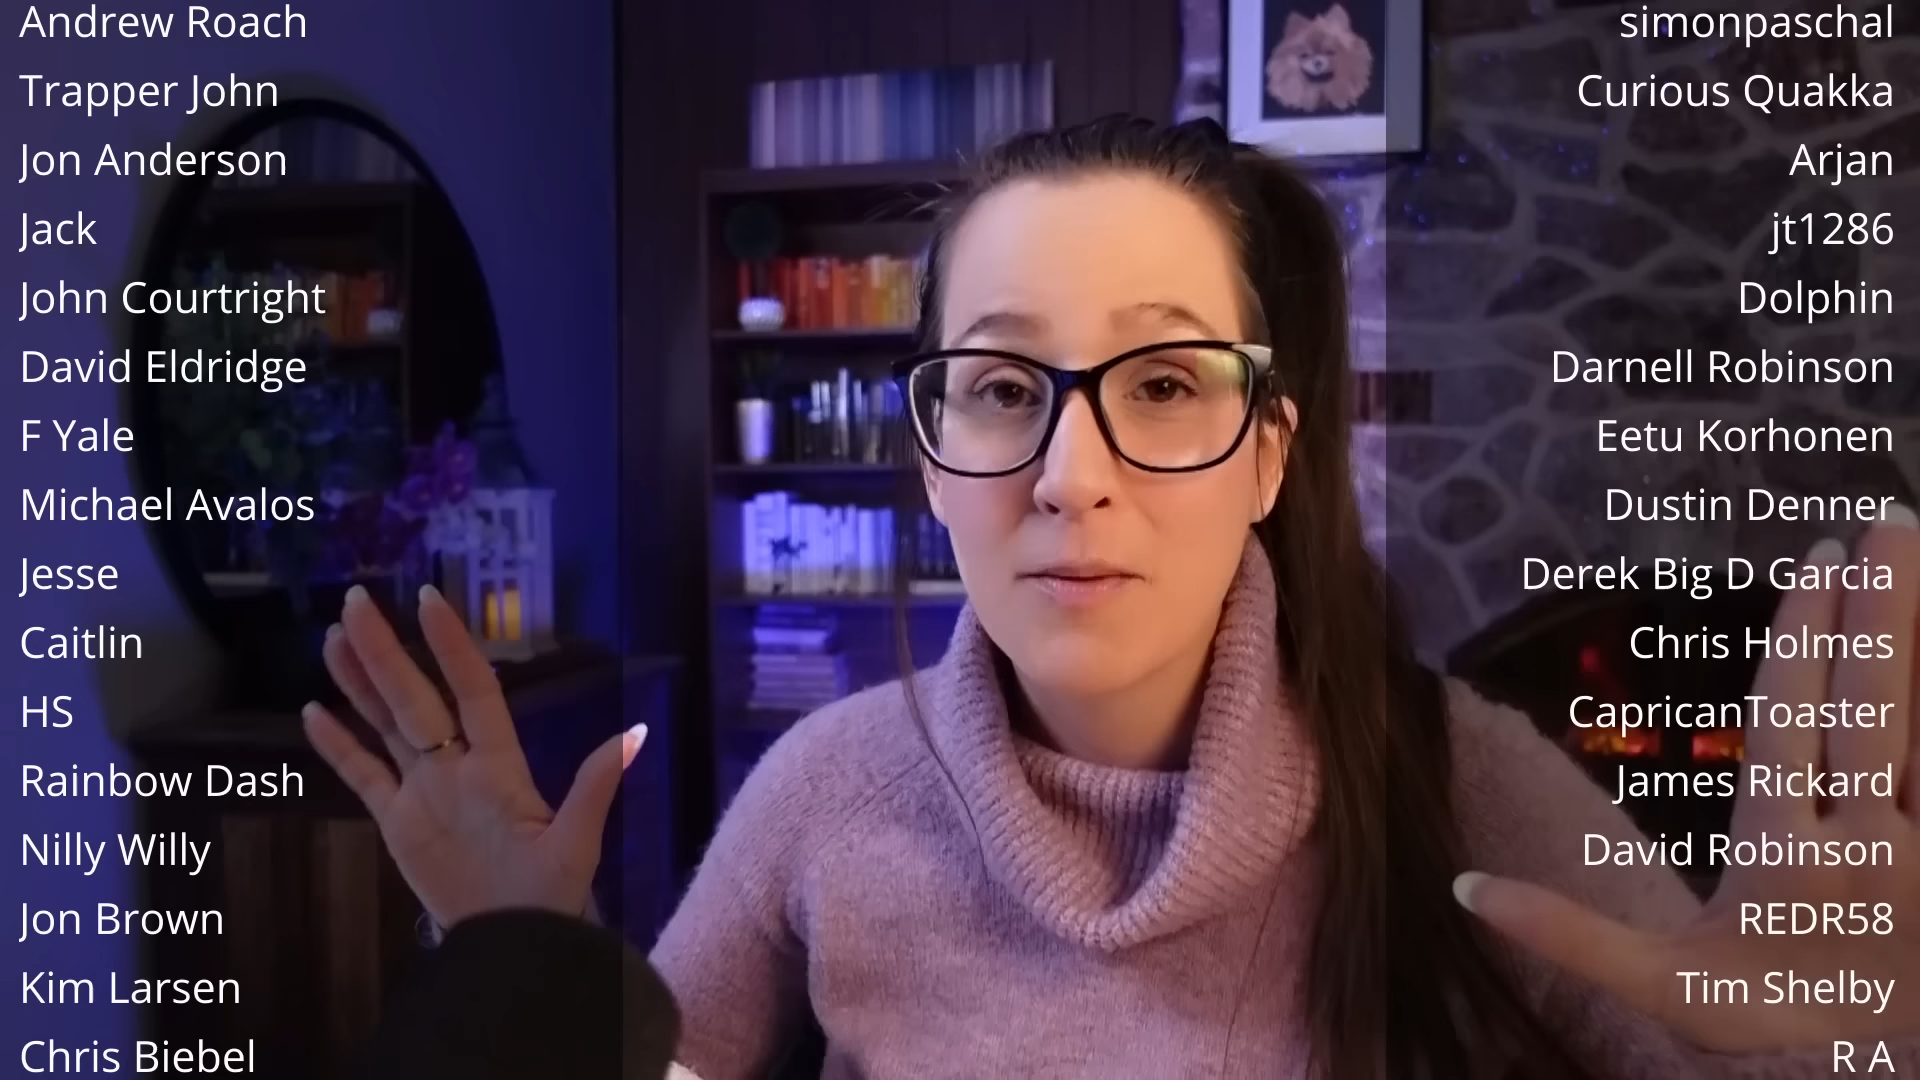 Andrew Roach
Trapper John
Jon Anderson
Jack
John Courtright
David Eldridge
F Yale
Michael Avalos
Jesse
Caitlin
HS
Rainbow Dash
Nilly Willy
Jon Brown
Kim Larsen
Chris Biebel
simonpaschal
Curious Quakka
Arjan
jt1286
Dolphin
Darnell Robinson
Eetu Korhonen
Dustin Denner
Derek Big D Garcia
Chris Holmes
CapricanToaster
James Rickard
David Robinson
REDR58
Tim Shelby
R A